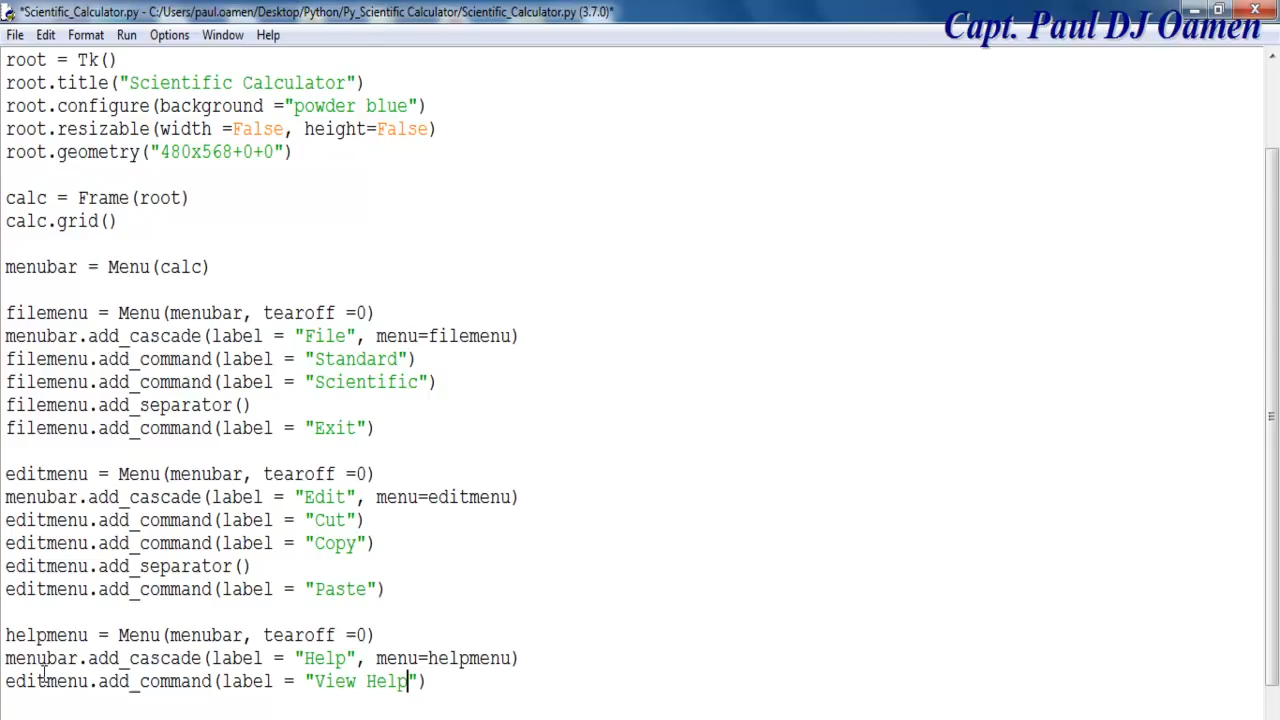 *Scientific_Calculator.py - C:/Users/paul.oamen/Desktop/Python/Py_Scientific Calculator/Scientific_Calculator.py (3.7.0)*
Capt. Paul DJ Oamen
File Edit Format Run Options Window Help
root = Tk()
root.title("Scientific Calculator")
root.configure(background ="powder blue")
root.resizable(width =False, height=False)
root.geometry("480x568+0+0")
calc = Frame(root)
calc.grid()
menubar = Menu(calc)
filemenu = Menu(menubar, tearoff =0)
menubar.add_cascade(label = "File", menu=filemenu)
filemenu.add_command(label = "Standard")
filemenu.add_command(label = "Scientific")
filemenu.add_separator()
filemenu.add_command(label = "Exit")
editmenu = Menu(menubar, tearoff =0)
menubar.add_cascade(label = "Edit", menu=editmenu)
editmenu.add_command(label = "Cut")
editmenu.add_command(label = "Copy")
editmenu.add_separator()
editmenu.add_command(label = "Paste")
helpmenu = Menu(menubar, tearoff =0)
menubar.add_cascade(label = "Help", menu=helpmenu)
editmenu.add_command(label = "View Help")